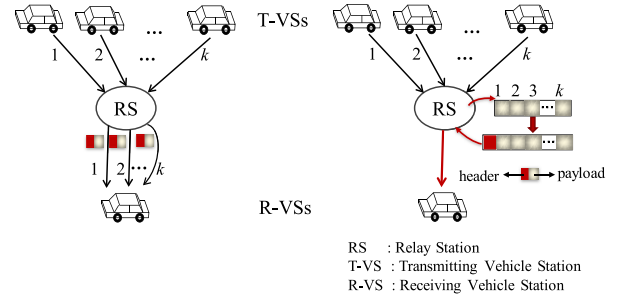 ... T-VSs ...
1 2 ... k
1 2 ... k
RS
RS
1 2 3 ... k
...
1 2 ... k
header payload
R-VSs
RS : Relay Station
T-VS : Transmitting Vehicle Station
R-VS : Receiving Vehicle Station